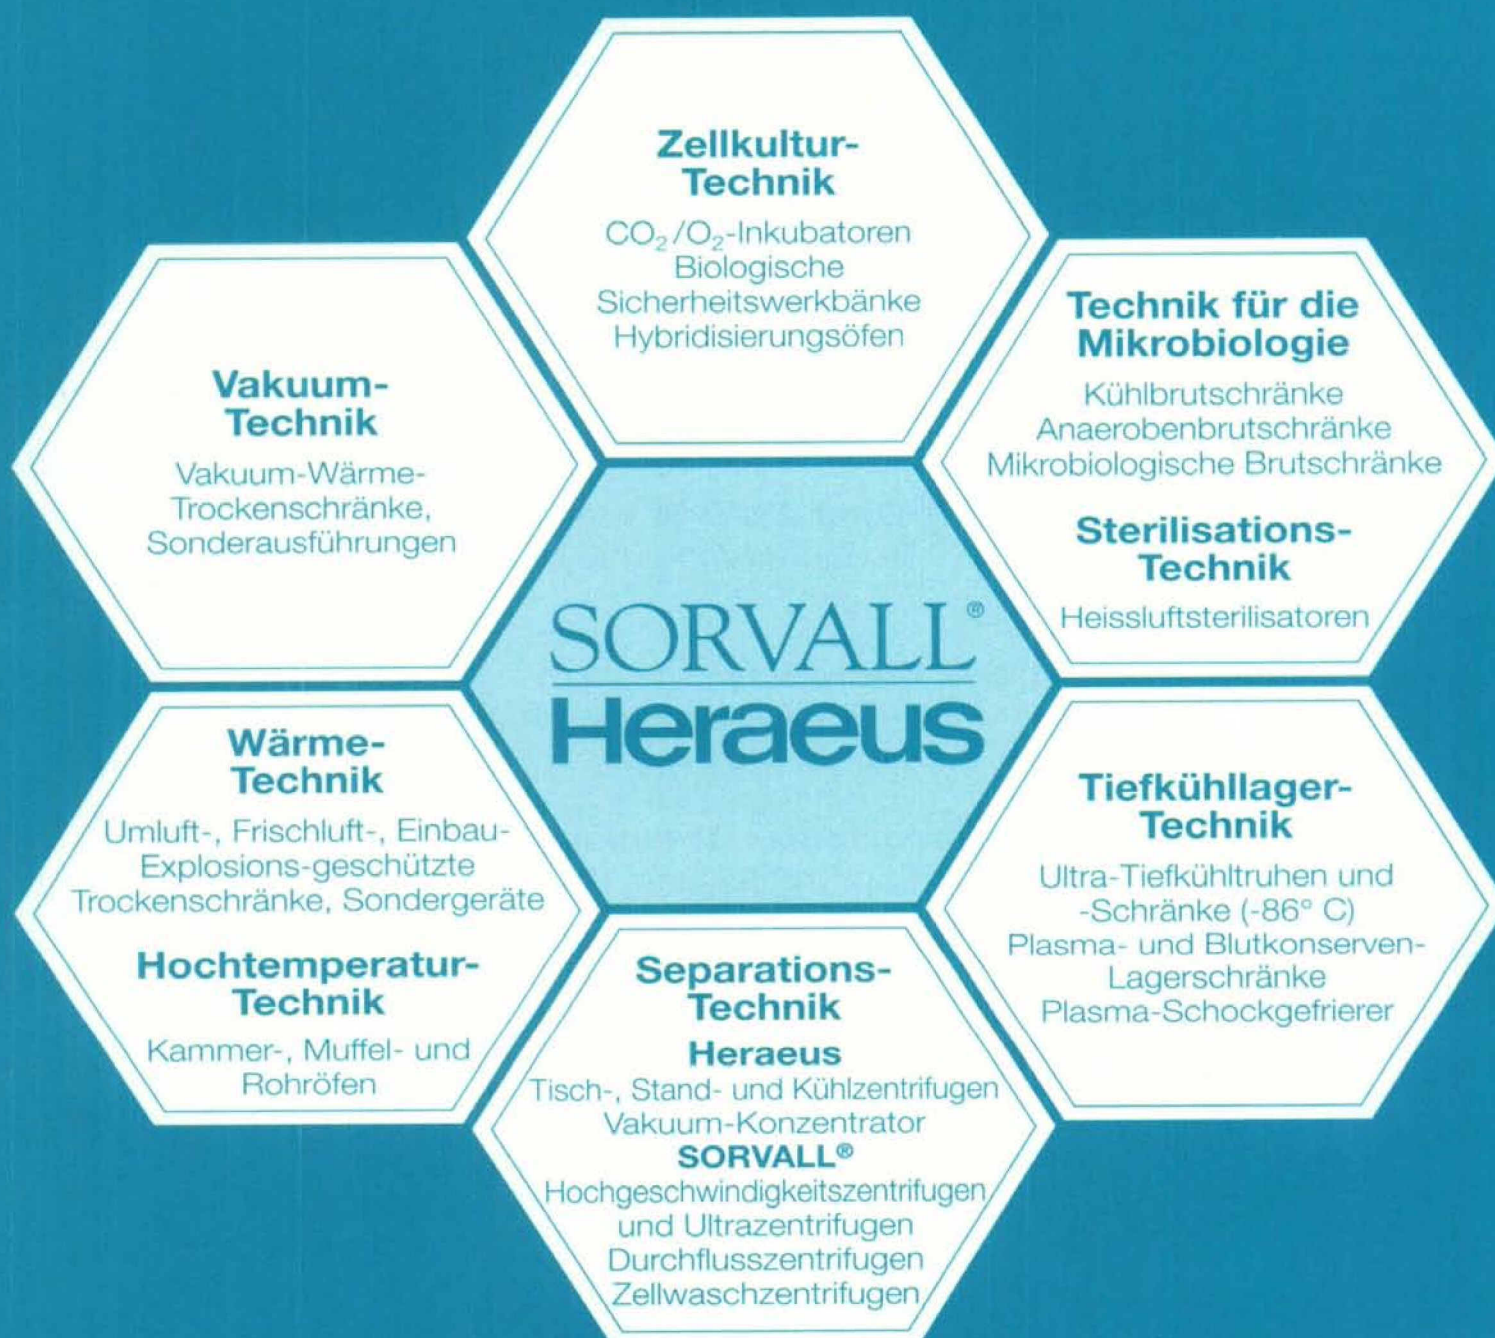 Zellkultur-
Technik
CO₂/O₂-Inkubatoren
Biologische
Sicherheitswerkbänke
Hybridisierungsöfen
Technik für die
Mikrobiologie
Kühlbrutschränke
Anaerobenbrutschränke
Mikrobiologische Brutschränke
Sterilisations-
Technik
Heissluftsterilisatoren
Vakuum-
Technik
Vakuum-Wärme-
Trockenschränke,
Sonderausführungen
SORVALL®
Heraeus
Wärme-
Technik
Umluft-, Frischluft-, Einbau-
Explosions-geschützte
Trockenschränke, Sondergeräte
Hochtemperatur-
Technik
Kammer-, Muffel- und
Rohröfen
Tiefkühllager-
Technik
Ultra-Tiefkühltruhen und
-Schränke (-86° C)
Plasma- und Blutkonserven-
Lagerschränke
Plasma-Schockgefrierer
Separations-
Technik
Heraeus
Tisch-, Stand- und Kühlzentrifugen
Vakuum-Konzentrator
SORVALL®
Hochgeschwindigkeitszentrifugen
und Ultrazentrifugen
Durchflusszentrifugen
Zellwaschzentrifugen